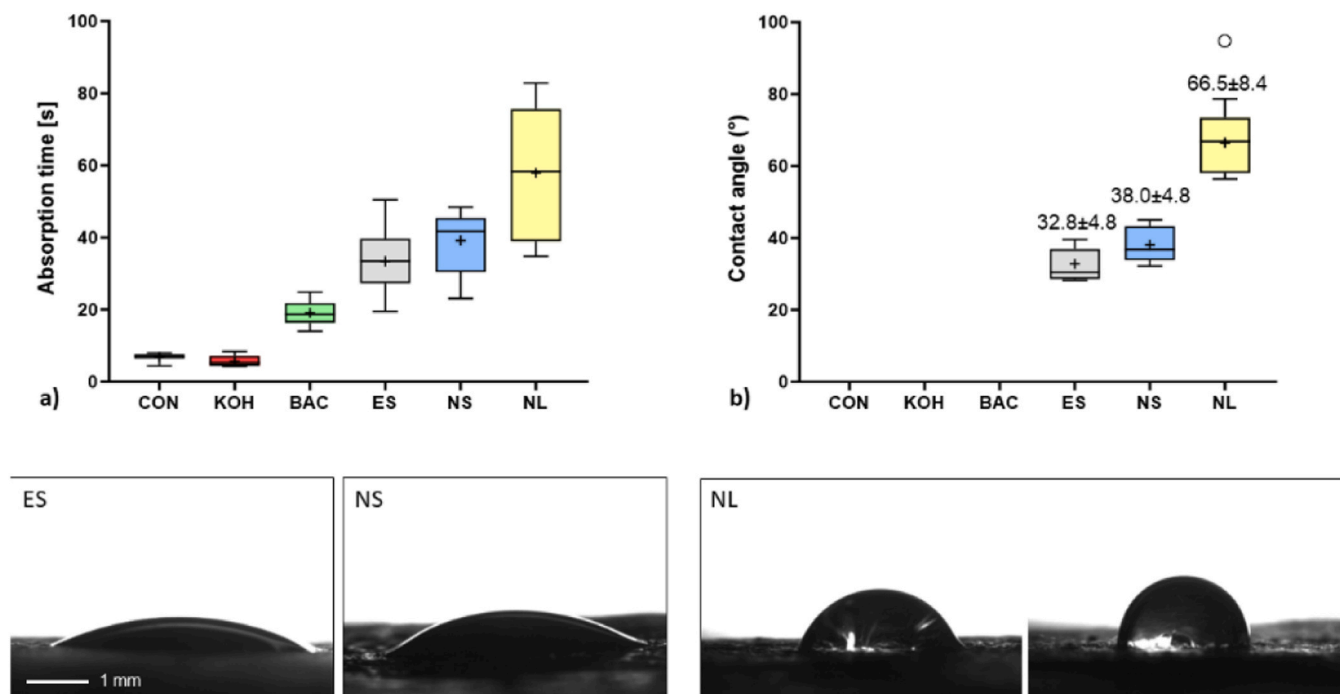 Absorption time [s]
100
80
60
40
20
0
CON KOH BAC ES NS NL
a)
Contact angle (°)
100
80
60
40
20
0
32.8±4.8
38.0±4.8
66.5±8.4
CON KOH BAC ES NS NL
b)
ES
1 mm
NS
NL